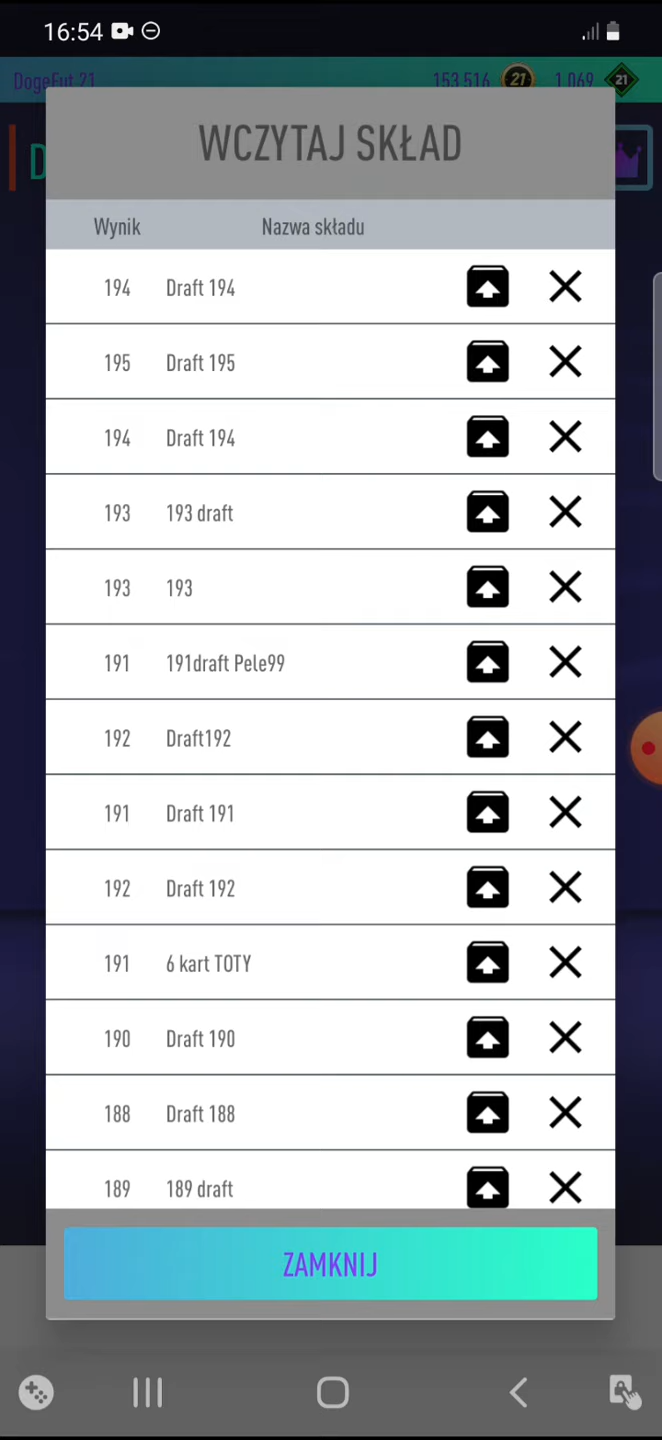 16:54
DogeFut 21
153 516 21 1 069 21
D
WCZYTAJ SKŁAD
Wynik Nazwa składu
194 Draft 194
195 Draft 195
194 Draft 194
193 193 draft
193 193
191 191draft Pele99
192 Draft192
191 Draft 191
192 Draft 192
191 6 kart TOTY
190 Draft 190
188 Draft 188
189 189 draft
ZAMKNIJ